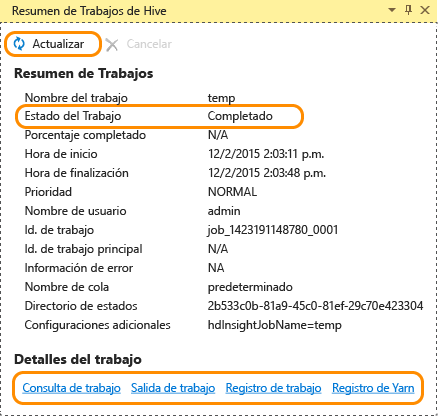 Resumen de Trabajos de Hive
Actualizar Cancelar
Resumen de Trabajos
Nombre del trabajo temp
Estado del Trabajo Completado
Porcentaje completado N/A
Hora de inicio 12/2/2015 2:03:11 p.m.
Hora de finalización 12/2/2015 2:03:48 p.m.
Prioridad NORMAL
Nombre de usuario admin
Id. de trabajo job_1423191148780_0001
Id. de trabajo principal N/A
Información de error NA
Nombre de cola predeterminado
Directorio de estados 2b533c0b-81a9-45c0-81ef-29c70e423304
Configuraciones adicionales hdInsightJobName=temp
Detalles del trabajo
Consulta de trabajo Salida de trabajo Registro de trabajo Registro de Yarn